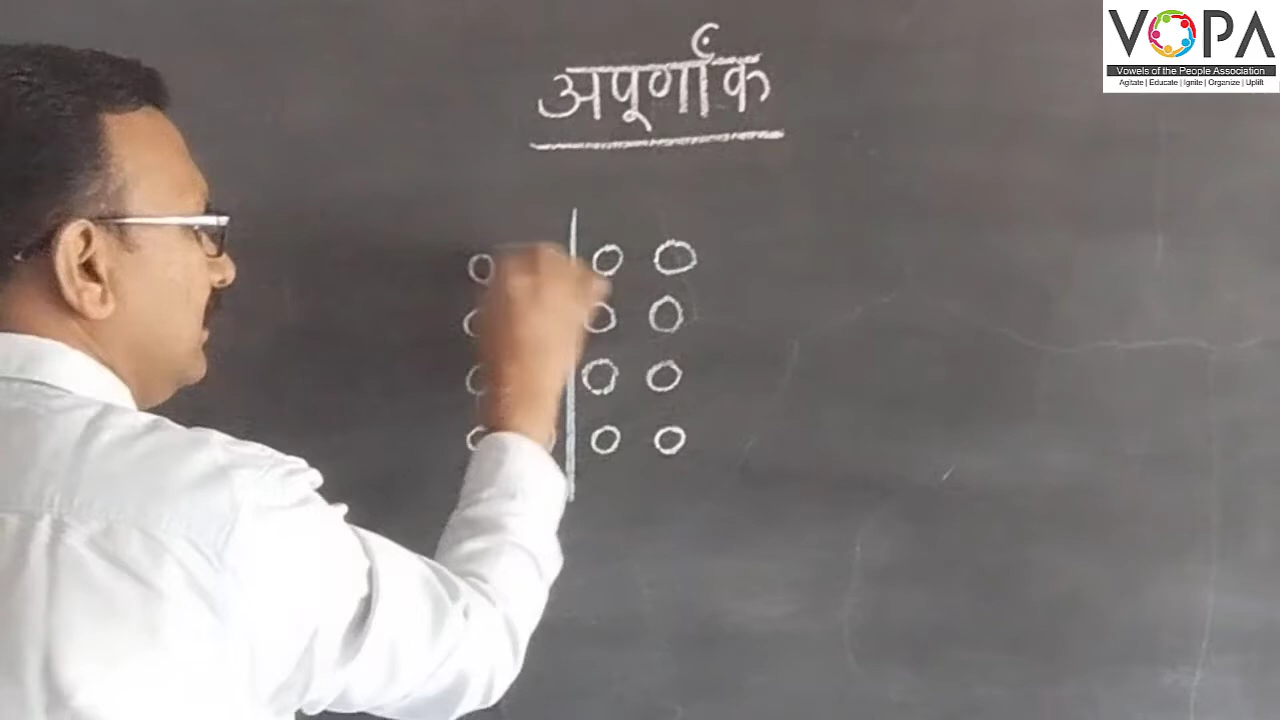 अपूर्णांक
VOPA
Vowels of the People Association
Agitate | Educate | Ignite | Organize | Uplift